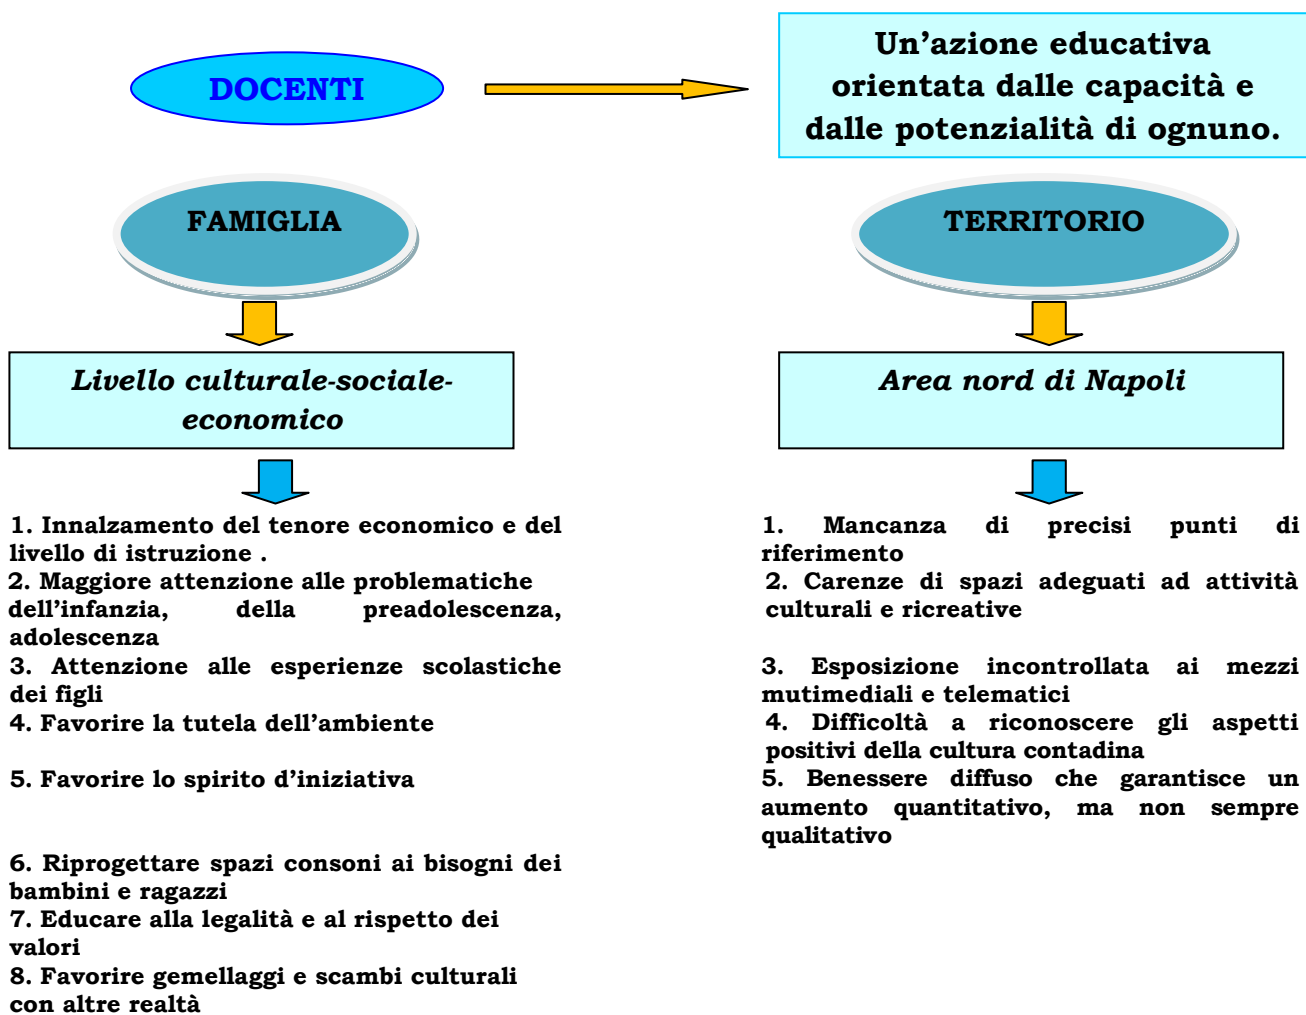 DOCENTI
Un’azione educativa
orientata dalle capacità e
dalle potenzialità di ognuno.
FAMIGLIA
Livello culturale-sociale-
economico
1. Innalzamento del tenore economico e del
livello di istruzione .
2. Maggiore attenzione alle problematiche
dell’infanzia, della preadolescenza,
adolescenza
3. Attenzione alle esperienze scolastiche
dei figli
4. Favorire la tutela dell’ambiente
5. Favorire lo spirito d’iniziativa
6. Riprogettare spazi consoni ai bisogni dei
bambini e ragazzi
7. Educare alla legalità e al rispetto dei
valori
8. Favorire gemellaggi e scambi culturali
con altre realtà
TERRITORIO
Area nord di Napoli
1. Mancanza di precisi punti di
riferimento
2. Carenze di spazi adeguati ad attività
culturali e ricreative
3. Esposizione incontrollata ai mezzi
mutimediali e telematici
4. Difficoltà a riconoscere gli aspetti
positivi della cultura contadina
5. Benessere diffuso che garantisce un
aumento quantitativo, ma non sempre
qualitativo